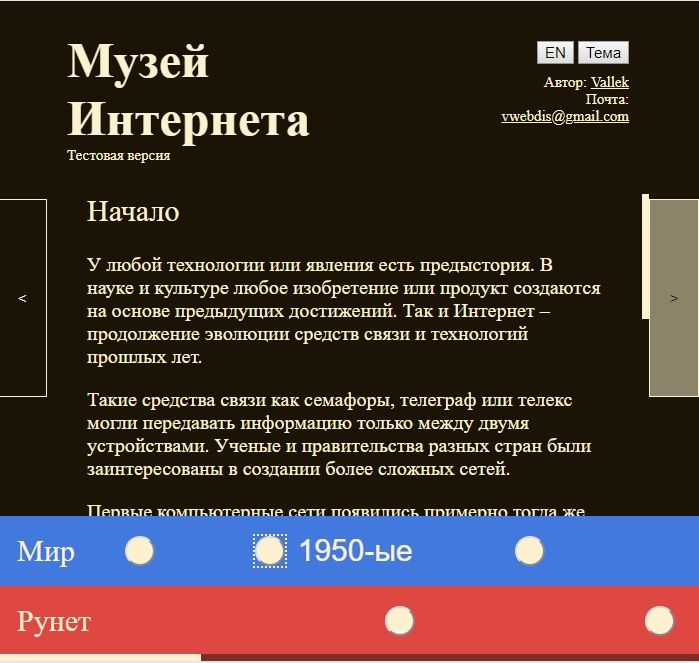 Музей
Интернета
Тестовая версия
EN Тема
Автор: Vallek
Почта:
vwebdis@gmail.com
Начало
У любой технологии или явления есть предыстория. В
науке и культуре любое изобретение или продукт создаются
на основе предыдущих достижений. Так и Интернет –
продолжение эволюции средств связи и технологий
прошлых лет.
<
>
Такие средства связи как семафоры, телеграф или телекс
могли передавать информацию только между двумя
устройствами. Ученые и правительства разных стран были
заинтересованы в создании более сложных сетей.
Первые компьютерные сети появились примерно тогда же
Мир
1950-ые
Рунет